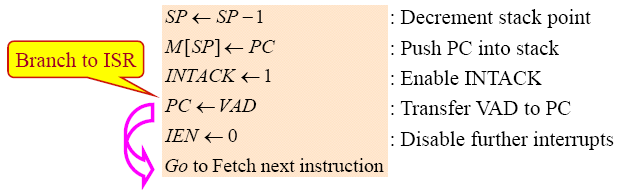 SP ← SP − 1 : Decrement stack point
M[SP] ← PC : Push PC into stack
Branch to ISR
INTACK ← 1 : Enable INTACK
PC ← VAD : Transfer VAD to PC
IEN ← 0 : Disable further interrupts
Go to Fetch next instruction